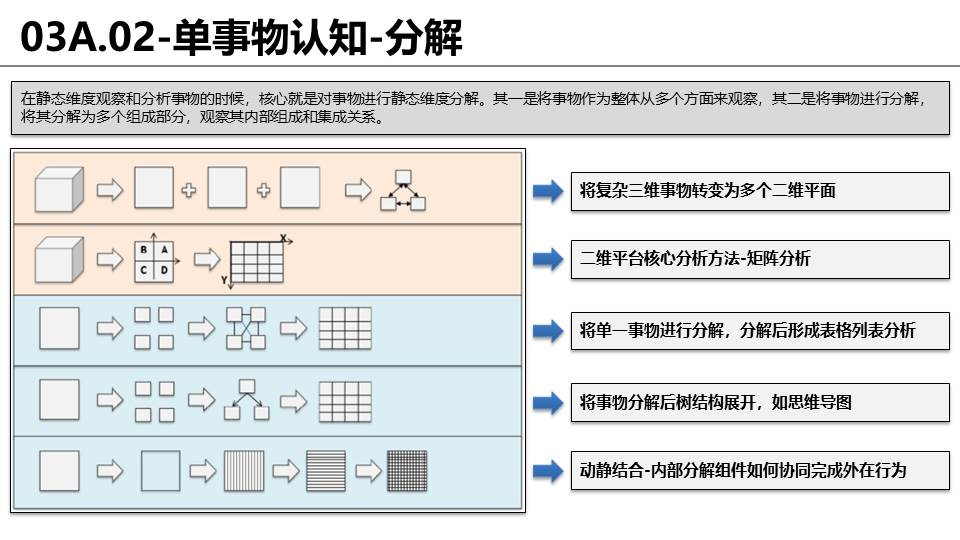 03A.02-单事物认知-分解
在静态维度观察和分析事物的时候，核心就是对事物进行静态维度分解。其一是将事物作为整体从多个方面来观察，其二是将事物进行分解，
将其分解为多个组成部分，观察其内部组成和集成关系。
将复杂三维事物转变为多个二维平面
B A
C D
X
Y
二维平台核心分析方法-矩阵分析
将单一事物进行分解，分解后形成表格列表分析
将事物分解后树结构展开，如思维导图
动静结合-内部分解组件如何协同完成外在行为